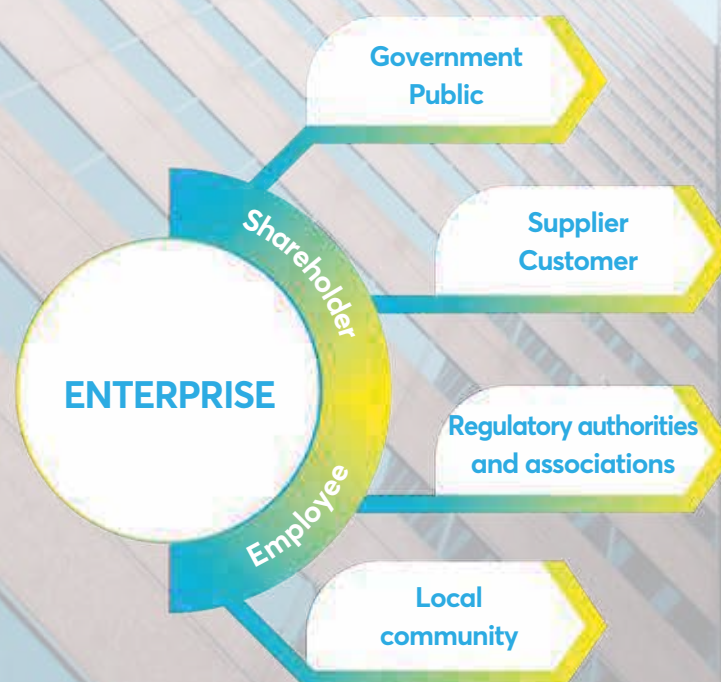 Government
Public
Shareholder
Supplier
Customer
ENTERPRISE
Regulatory authorities
and associations
Employee
Local
community